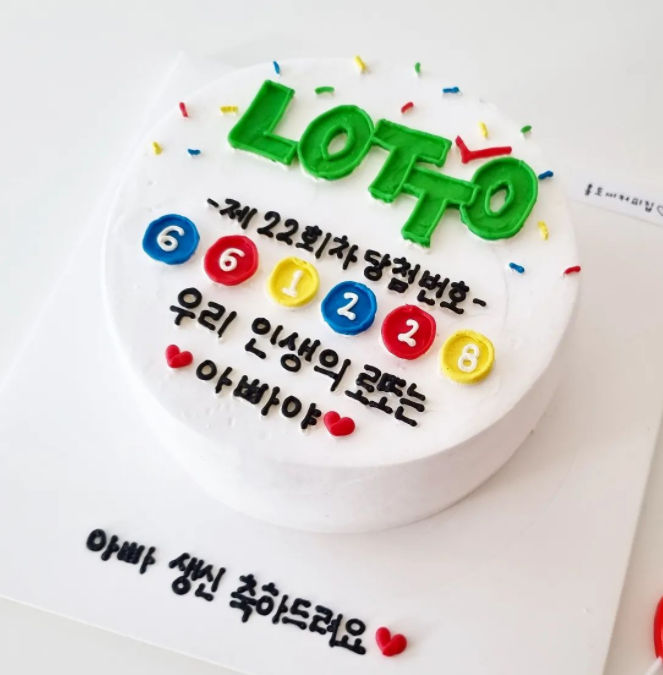 LOTTO
-제 22회차 당첨번호-
6 6 1 2 2 8
우리 인생의 로또는
아빠야
아빠 생신 축하드려요